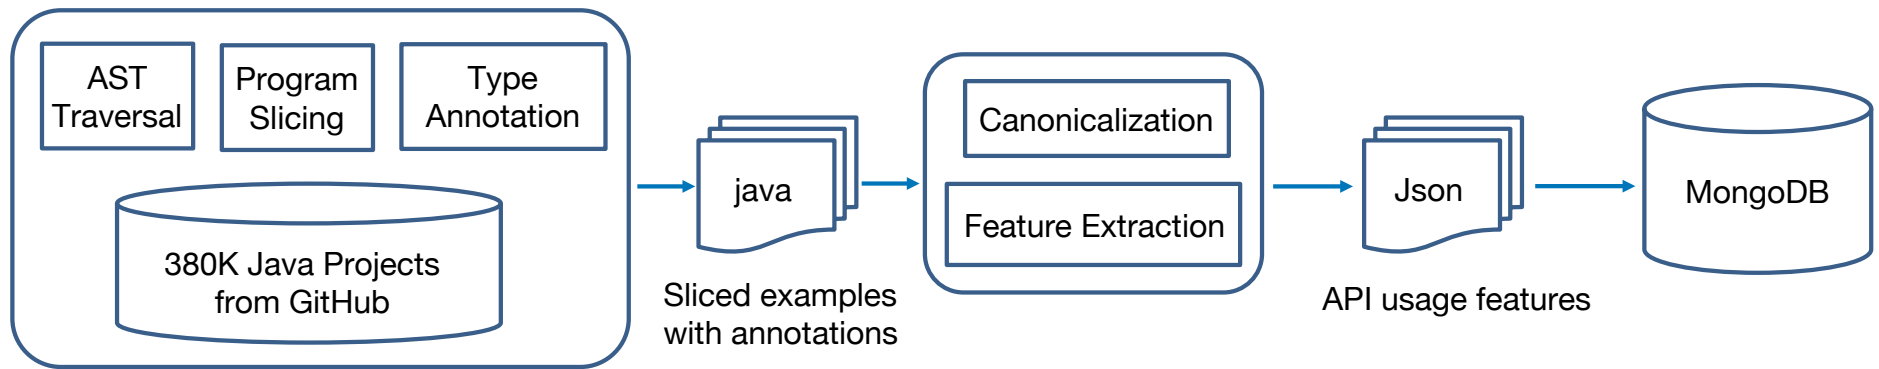 AST
Traversal
Program
Slicing
Type
Annotation
380K Java Projects
from GitHub
java
Sliced examples
with annotations
Canonicalization
Feature Extraction
Json
API usage features
MongoDB